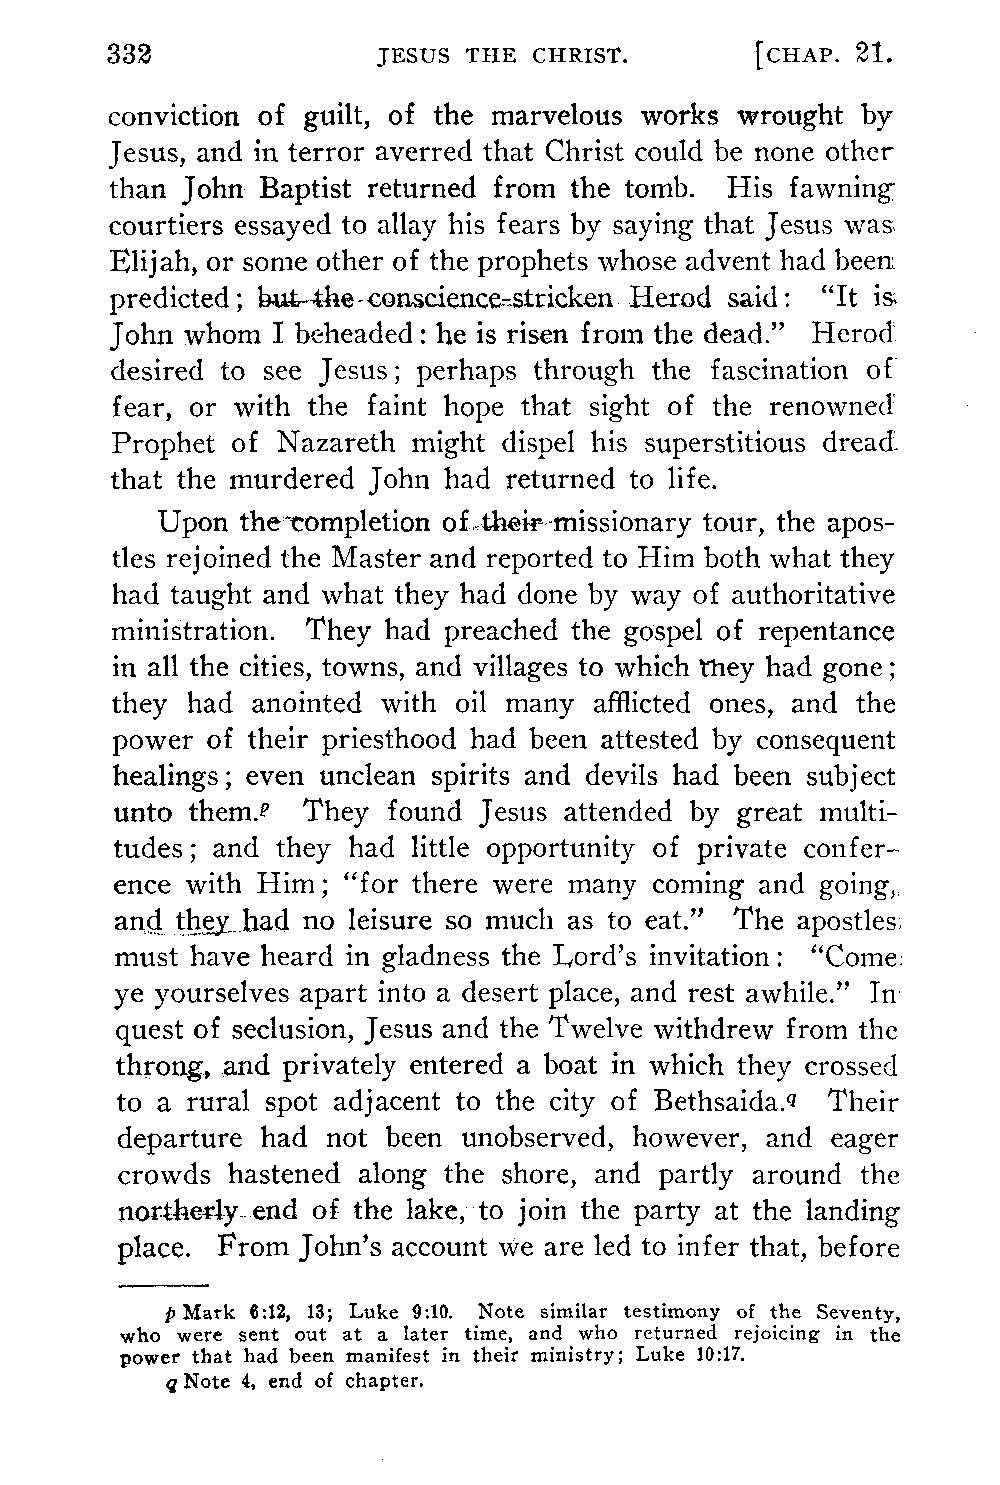 332 JESUS THE CHRIST. [CHAP. 21.
conviction of guilt, of the marvelous works wrought by
Jesus, and in terror averred that Christ could be none other
than John Baptist returned from the tomb. His fawning
courtiers essayed to allay his fears by saying that Jesus was
Elijah, or some other of the prophets whose advent had been
predicted; but the conscience-stricken Herod said: “It is
John whom I beheaded: he is risen from the dead.” Herod
desired to see Jesus; perhaps through the fascination of
fear, or with the faint hope that sight of the renowned
Prophet of Nazareth might dispel his superstitious dread
that the murdered John had returned to life.
Upon the completion of their missionary tour, the apos-
tles rejoined the Master and reported to Him both what they
had taught and what they had done by way of authoritative
ministration. They had preached the gospel of repentance
in all the cities, towns, and villages to which they had gone;
they had anointed with oil many afflicted ones, and the
power of their priesthood had been attested by consequent
healings; even unclean spirits and devils had been subject
unto them.p They found Jesus attended by great multi-
tudes; and they had little opportunity of private confer-
ence with Him; “for there were many coming and going,
and they had no leisure so much as to eat.” The apostles
must have heard in gladness the Lord’s invitation: “Come
ye yourselves apart into a desert place, and rest awhile.” In
quest of seclusion, Jesus and the Twelve withdrew from the
throng, and privately entered a boat in which they crossed
to a rural spot adjacent to the city of Bethsaida.q Their
departure had not been unobserved, however, and eager
crowds hastened along the shore, and partly around the
northerly end of the lake, to join the party at the landing
place. From John’s account we are led to infer that, before
p Mark 6:12, 13; Luke 9:10. Note similar testimony of the Seventy,
who were sent out at a later time, and who returned rejoicing in the
power that had been manifest in their ministry; Luke 10:17.
q Note 4, end of chapter.